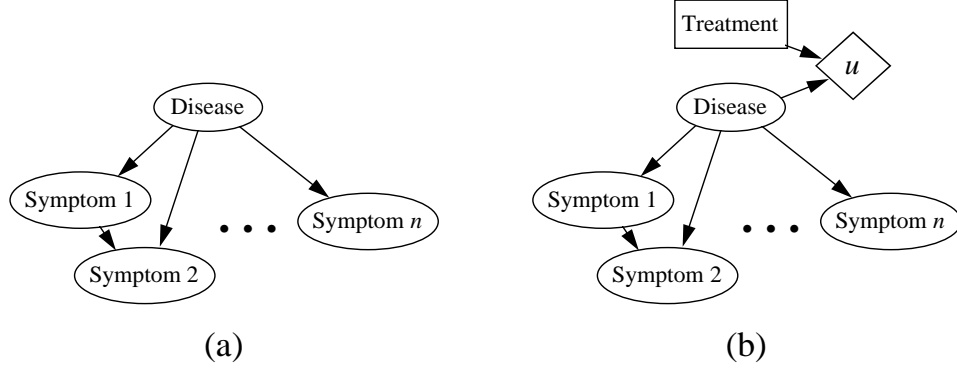 Disease
Symptom 1
Symptom 2
Symptom n
(a)
Treatment
u
Disease
Symptom 1
Symptom 2
Symptom n
(b)